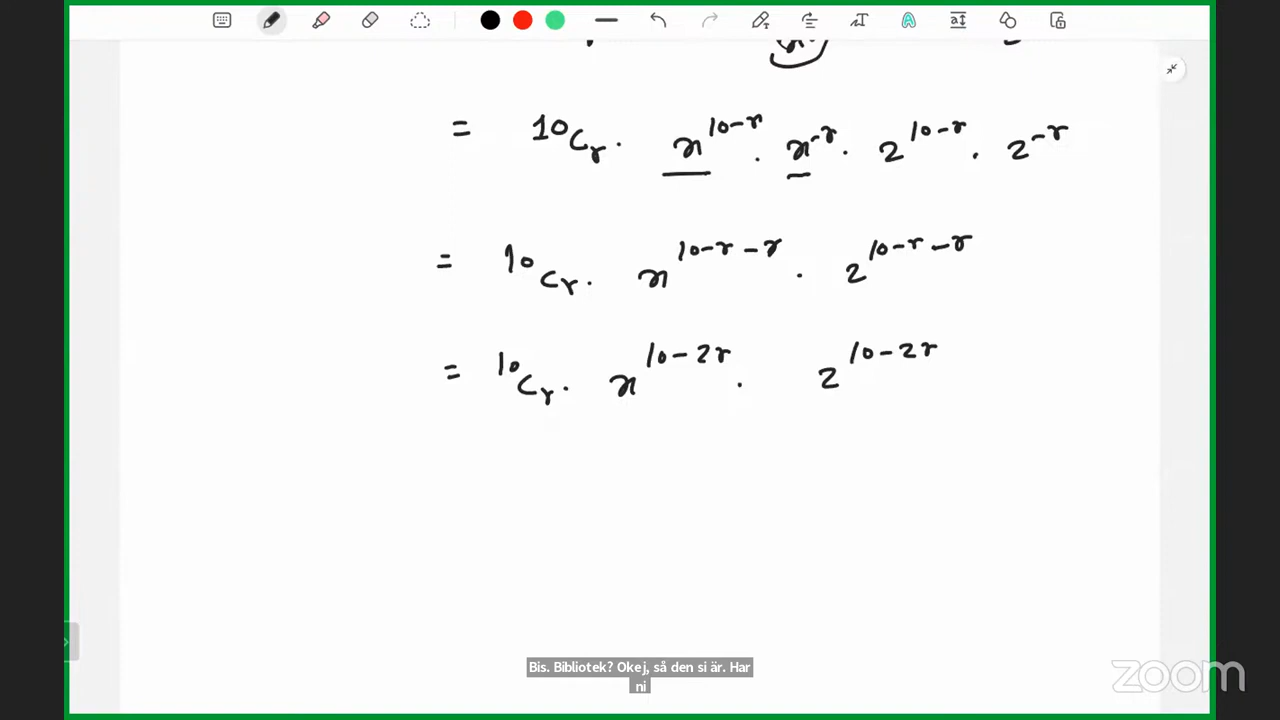 = ¹⁰Cᵣ · x^{10-r} · x^{-r} · 2^{10-r} · 2^{-r}
= ¹⁰Cᵣ · x^{10-r-r} · 2^{10-r-r}
= ¹⁰Cᵣ · x^{10-2r} · 2^{10-2r}
Bis. Bibliotek? Okej, så den si är. Har
ni
zoom